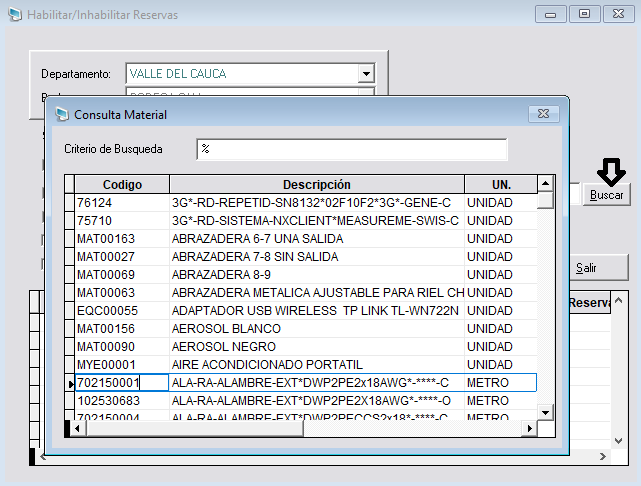 Habilitar/Inhabilitar Reservas
Departamento:
VALLE DEL CAUCA
Consulta Material
Criterio de Busqueda
%
Buscar
Codigo Descripción UN.
76124 3G*-RD-REPETID-SN8132*02F10F2*3G*-GENE-C UNIDAD
75710 3G*-RD-SISTEMA-NXCLIENT*MEASUREME-SWIS-C UNIDAD
MAT00163 ABRAZADERA 6-7 UNA SALIDA UNIDAD
MAT00027 ABRAZADERA 7-8 SIN SALIDA UNIDAD
MAT00069 ABRAZADERA 8-9 UNIDAD
MAT00063 ABRAZADERA METALICA AJUSTABLE PARA RIEL CH UNIDAD
EQC00055 ADAPTADOR USB WIRELESS  TP LINK TL-WN722N UNIDAD
MAT00156 AEROSOL BLANCO UNIDAD
MAT00090 AEROSOL NEGRO UNIDAD
MYE00001 AIRE ACONDICIONADO PORTATIL UNIDAD
702150001 ALA-RA-ALAMBRE-EXT*DWP2PE2x18AWG*-****-C METRO
102530683 ALA-RA-ALAMBRE-EXT*DWP2PE2X18AWG*-****-O METRO
702150004 ALA-RA-ALAMBRE-EXT*DWP2PECCS2x18*-****-C METRO
Salir
Reserva